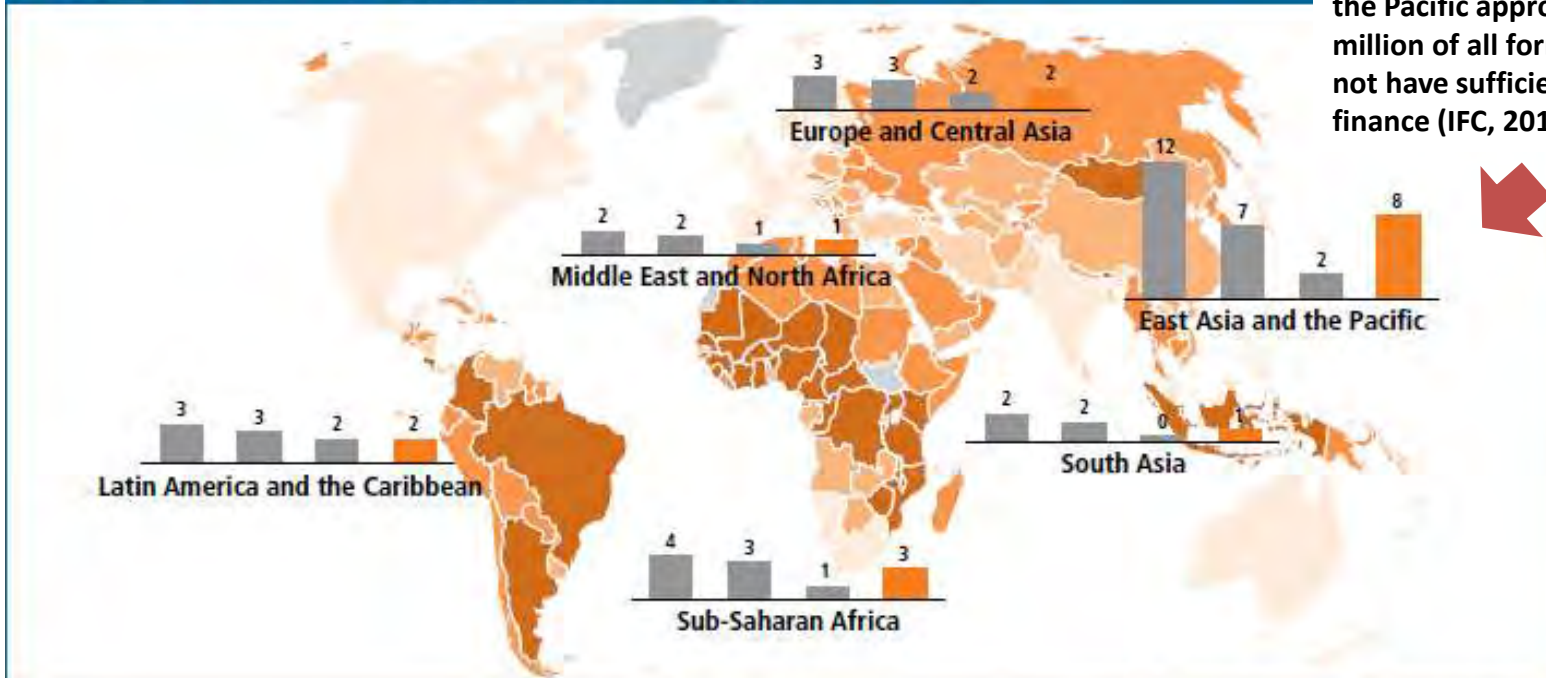 the Pacific appro
million of all for
not have sufficie
finance (IFC, 201
3 3 2 2
Europe and Central Asia
12 7 2 8
East Asia and the Pacific
2 2 1 1
Middle East and North Africa
3 3 2 2
Latin America and the Caribbean
2 2 0 1
South Asia
4 3 1 3
Sub-Saharan Africa